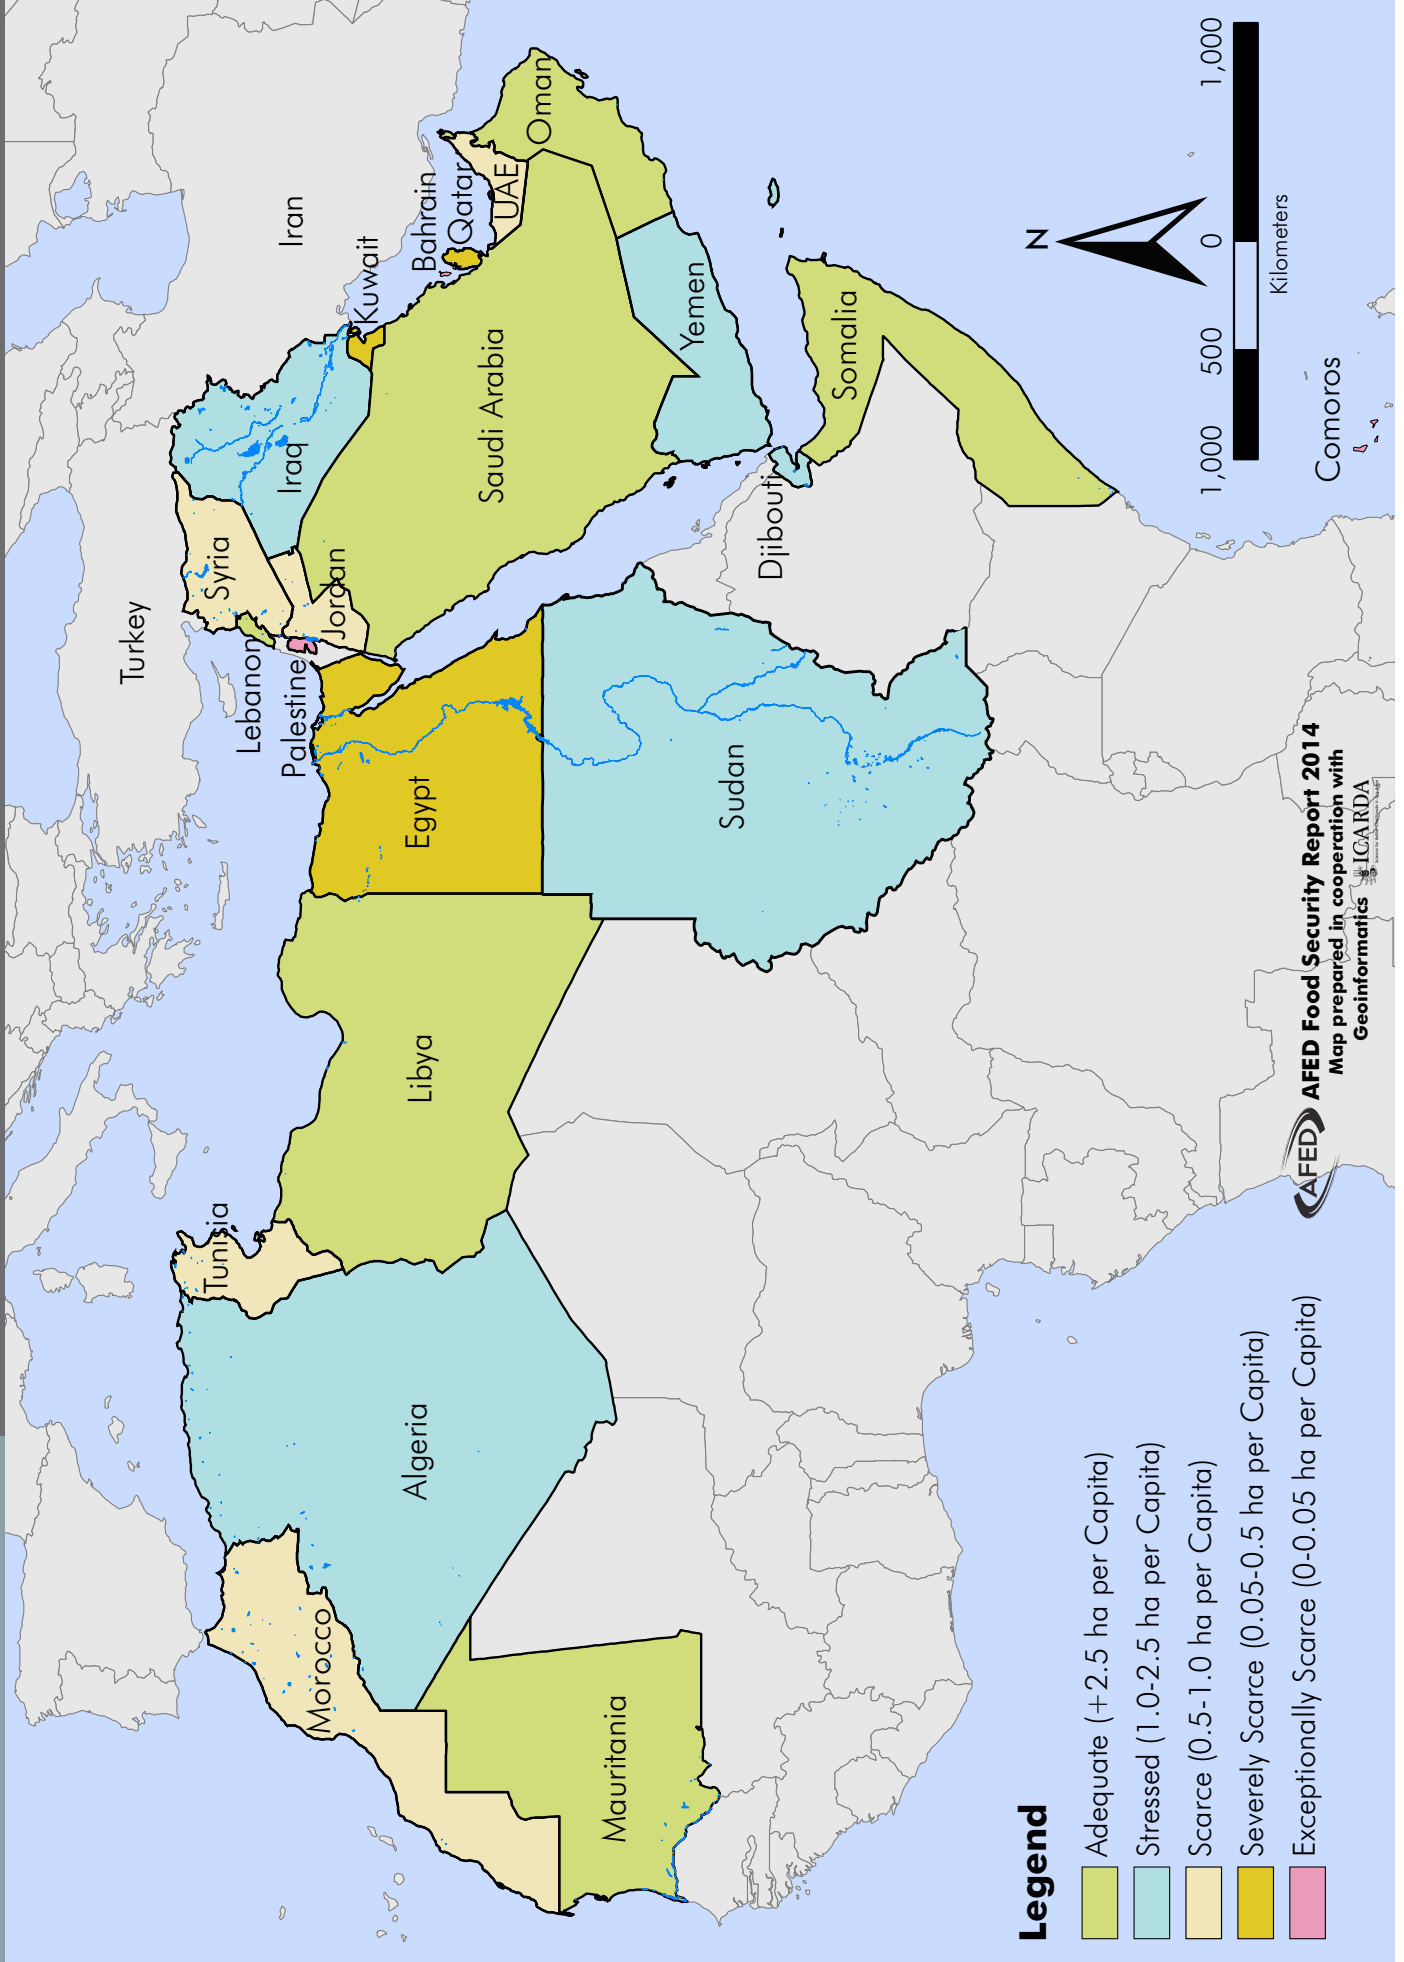 Turkey
Iran
Syria
Iraq
Lebanon
Palestine
Jordan
Kuwait
Bahrain
Qatar
UAE
Oman
Saudi Arabia
Yemen
Tunisia
Morocco
Algeria
Libya
Egypt
Mauritania
Sudan
Djibouti
Somalia
Comoros
N
1,000
500
0
1,000
Kilometers
Legend
Adequate (+2.5 ha per Capita)
Stressed (1.0-2.5 ha per Capita)
Scarce (0.5-1.0 ha per Capita)
Severely Scarce (0.05-0.5 ha per Capita)
Exceptionally Scarce (0-0.05 ha per Capita)
AFED
AFED Food Security Report 2014
Map prepared in cooperation with
Geoinformatics ICARDA